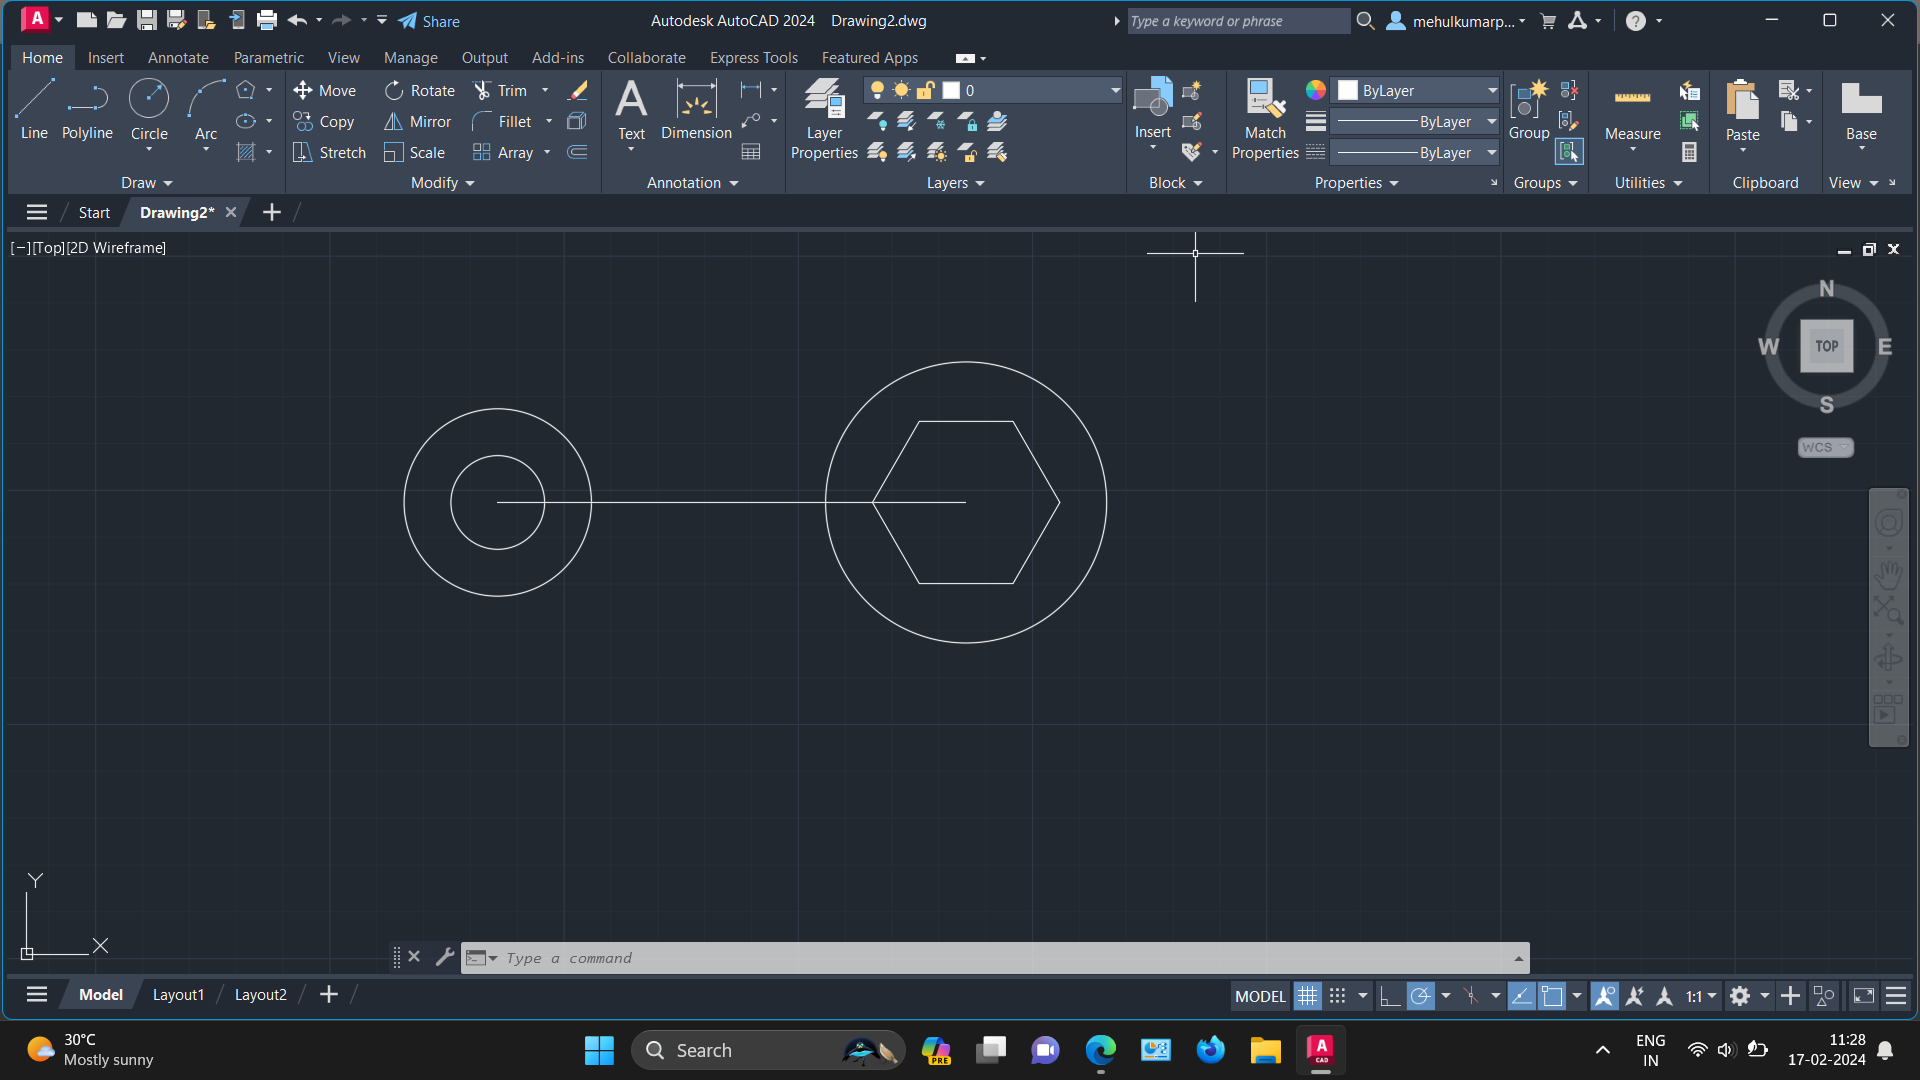 Share
Autodesk AutoCAD 2024 Drawing2.dwg
Type a keyword or phrase
mehulkumarp...
Home Insert Annotate Parametric View Manage Output Add-ins Collaborate Express Tools Featured Apps
Line Polyline Circle Arc
Move Rotate Trim
Copy Mirror Fillet
Stretch Scale Array
Text Dimension
Layer Properties
0
Insert
Match Properties
ByLayer
ByLayer
ByLayer
Group
Measure
Paste
Base
Draw Modify Annotation Layers Block Properties Groups Utilities Clipboard View
Start Drawing2*
[−][Top][2D Wireframe]
N
W TOP E
S
WCS
Y
X
Type a command
Model Layout1 Layout2
MODEL 1:1
30°C
Mostly sunny
Search
PRE
A
CAD
ENG
IN
11:28
17-02-2024